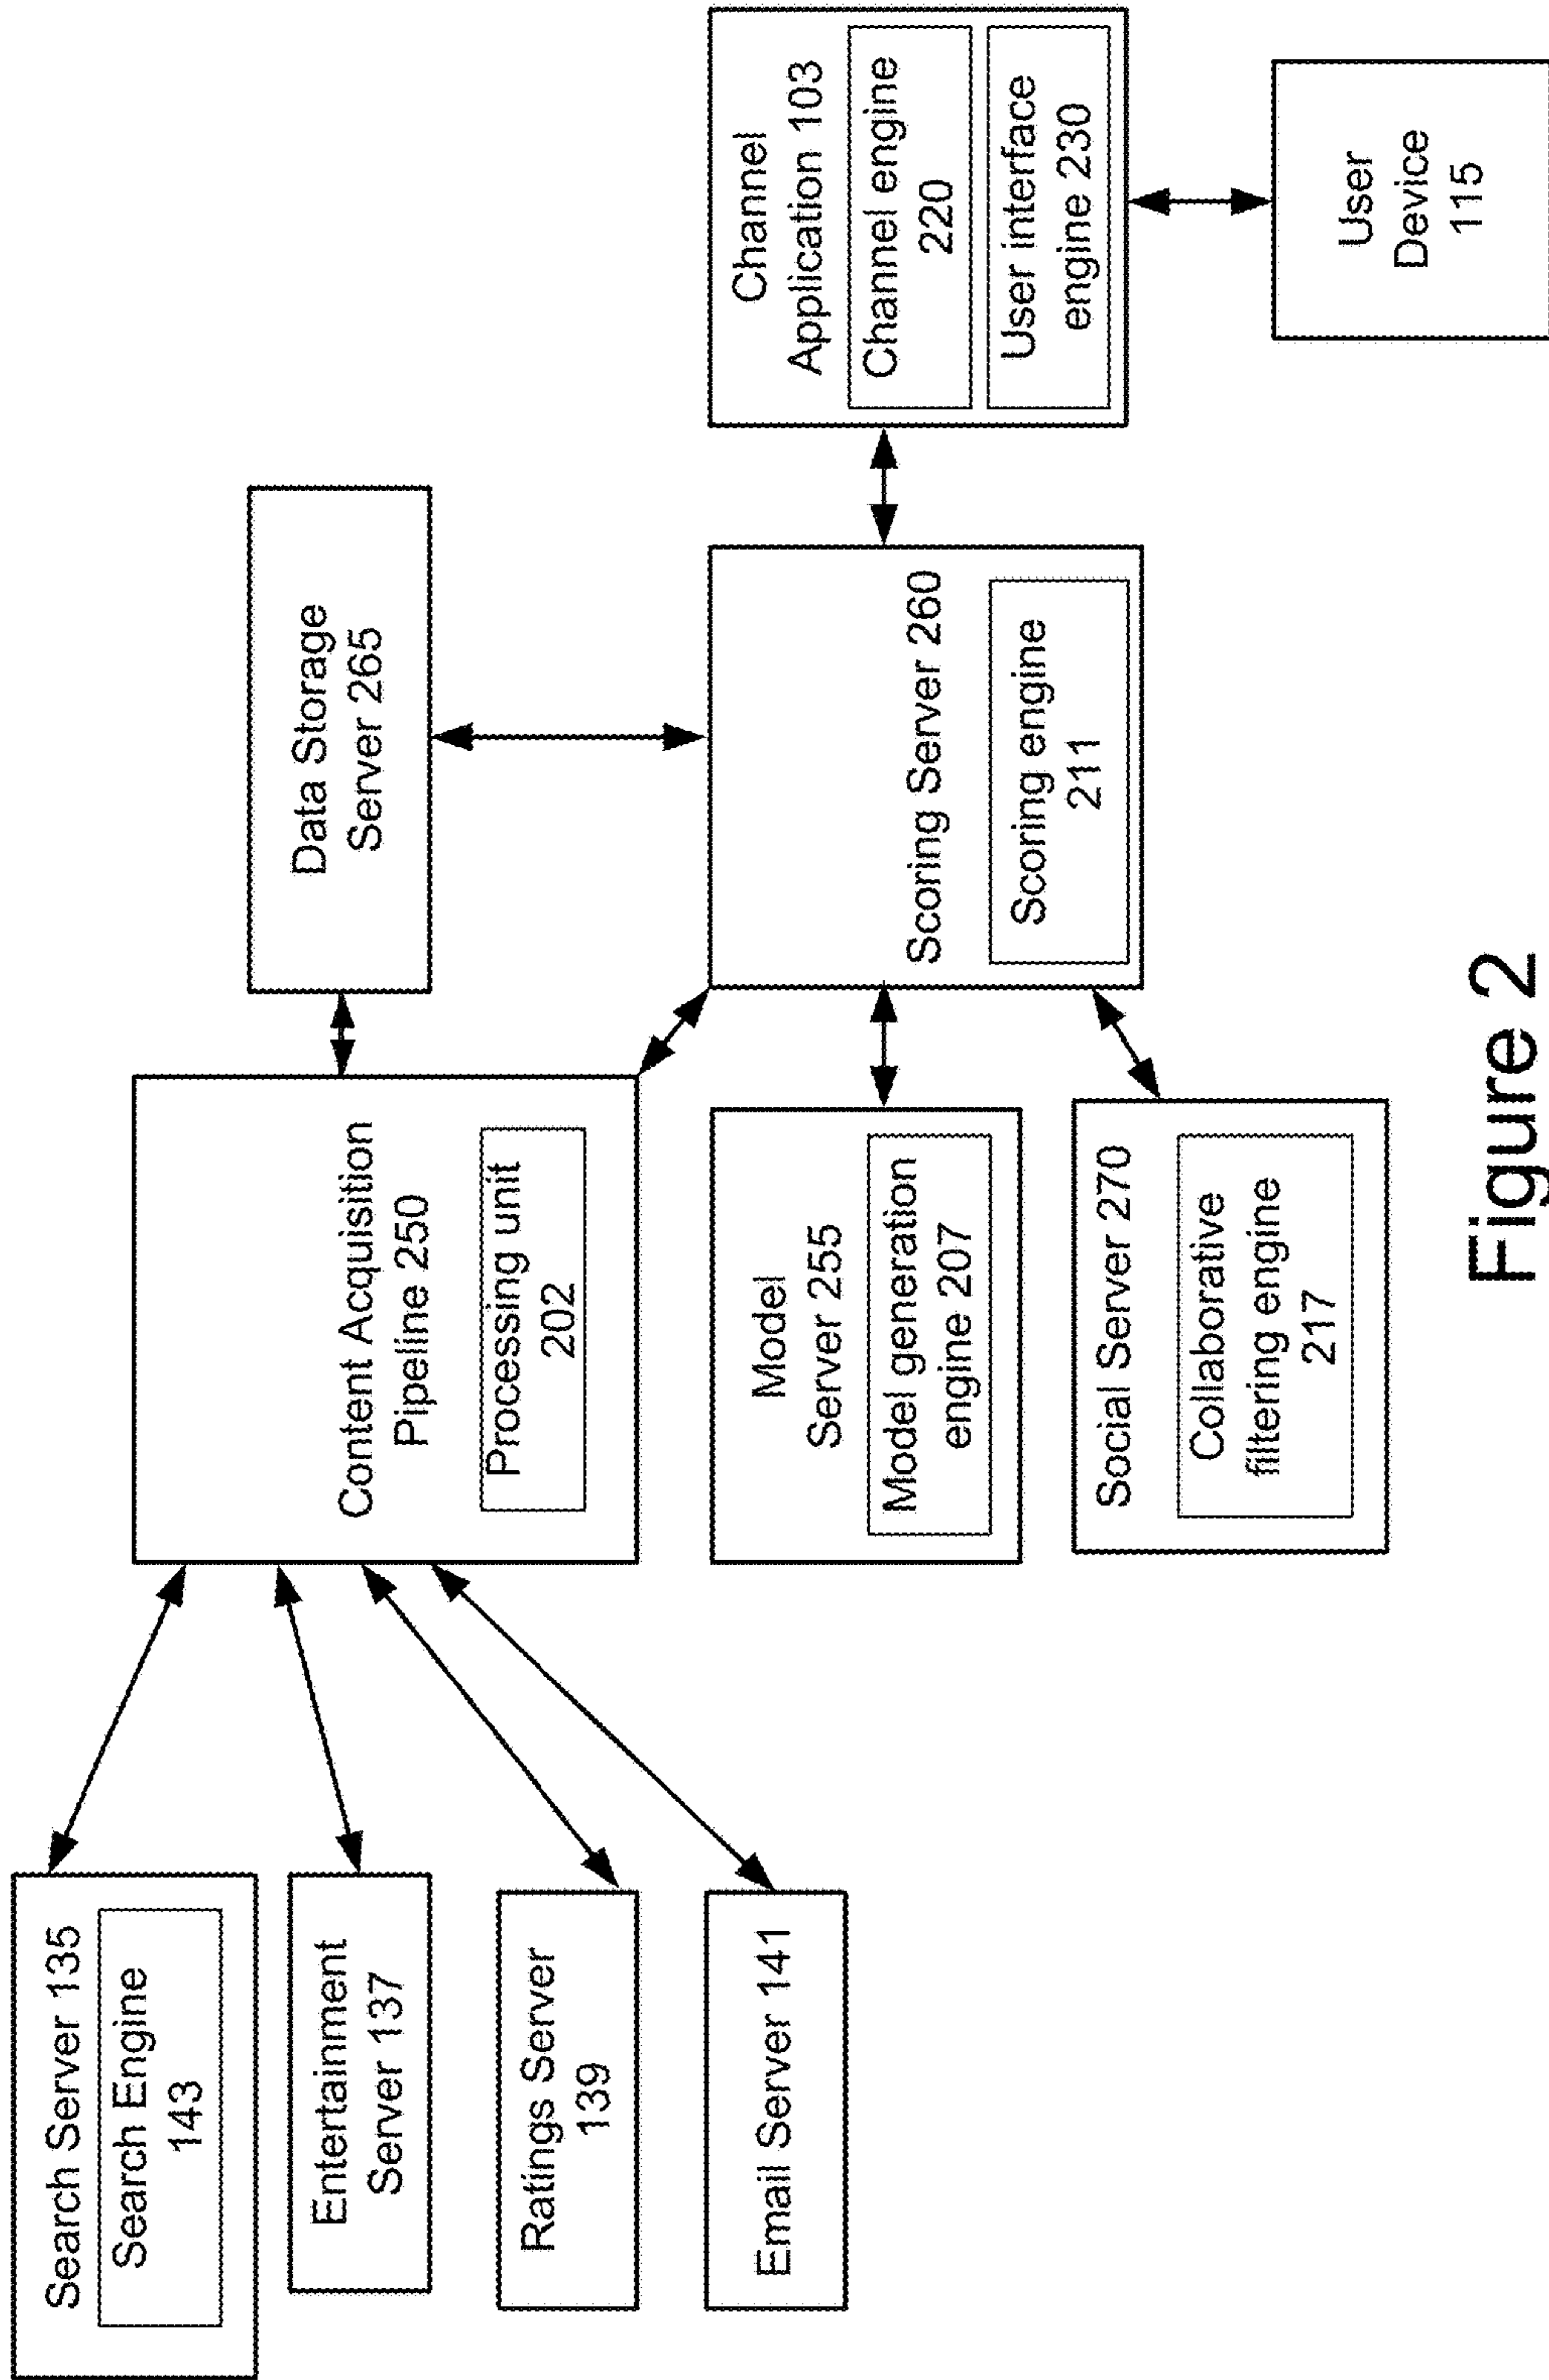 Search Server 135
Search Engine
143
Entertainment
Server 137
Ratings Server
139
Email Server 141
Content Acquisition
Pipeline 250
Processing unit
202
Model
Server 255
Model generation
engine 207
Social Server 270
Collaborative
filtering engine
217
Data Storage
Server 265
Scoring Server 260
Scoring engine
211
Channel
Application 103
Channel engine
220
User interface
engine 230
User
Device
115
Figure 2